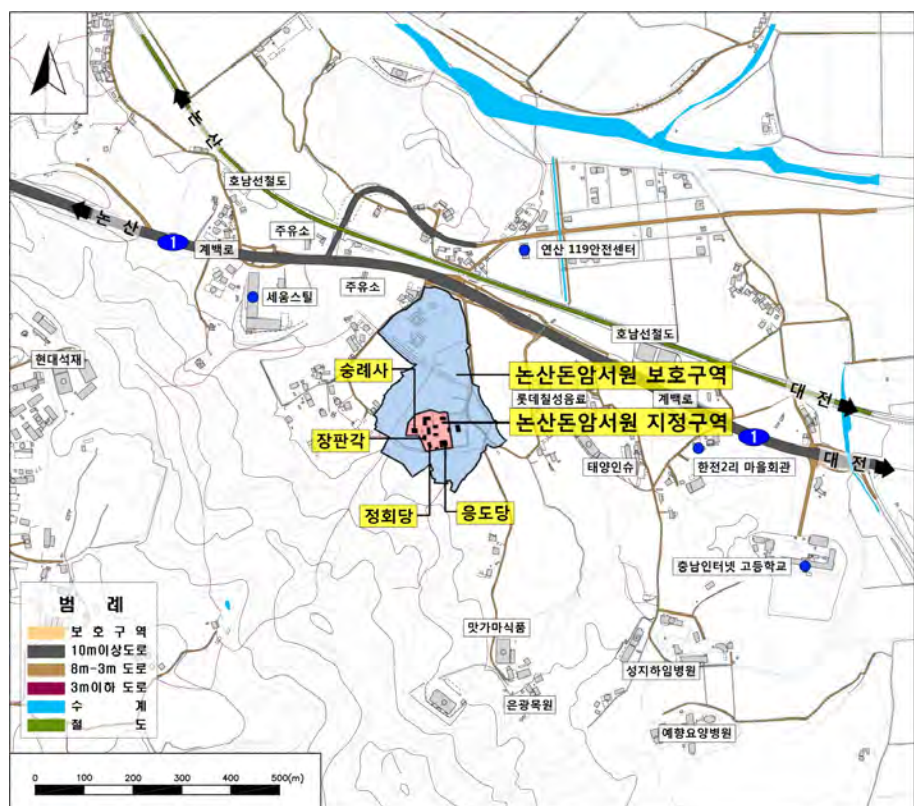 논산
호남선철도
논산
1
계백로
주유소
연산 119안전센터
세움스틸
주유소
호남선철도
현대석재
숭례사
논산돈암서원 보호구역
대전
롯데칠성음료
계백로
논산돈암서원 지정구역
장판각
1
대전
태양인슈
한전2리 마을회관
정회당
응도당
충남인터넷 고등학교
범 례
보호구역
10m이상도로
8m-3m 도로
3m이하 도로
수 계
철 도
맛가마식품
성지하임병원
은광목원
예향요양병원
0 100 200 300 400 500(m)